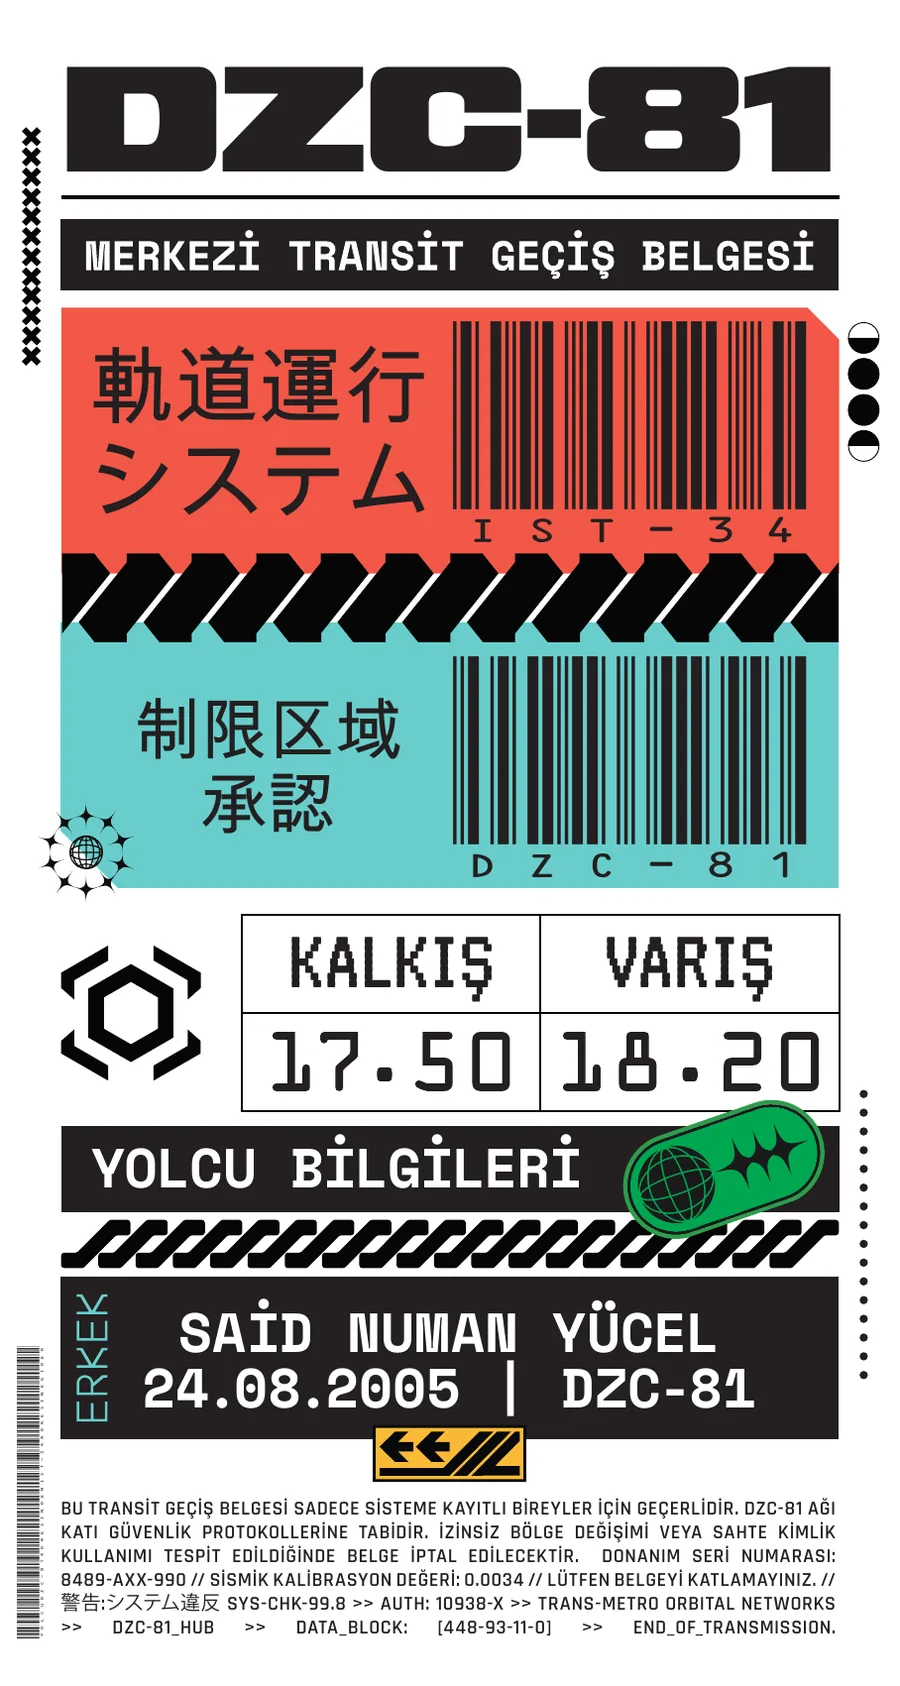 DZC-81
MERKEZİ TRANSİT GEÇİŞ BELGESİ
軌道運行
システム
IST-34
制限区域
承認
DZC-81
KALKIŞ VARIŞ
17.50 18.20
YOLCU BİLGİLERİ
ERKEK
SAİD NUMAN YÜCEL
24.08.2005 | DZC-81
BU TRANSİT GEÇİŞ BELGESİ SADECE SİSTEME KAYITLI BİREYLER İÇİN GEÇERLİDİR. DZC-81 AĞI
KATI GÜVENLİK PROTOKOLLERİNE TABİDİR. İZİNSİZ BÖLGE DEĞİŞİMİ VEYA SAHTE KİMLİK
KULLANIMI TESPİT EDİLDİĞİNDE BELGE İPTAL EDİLECEKTİR. DONANIM SERİ NUMARASI:
8489-AXX-990 // SİSMİK KALİBRASYON DEĞERİ: 0.0034 // LÜTFEN BELGEYİ KATLAMAYINIZ. //
警告:システム違反 SYS-CHK-99.8 >> AUTH: 10938-X >> TRANS-METRO ORBITAL NETWORKS
>> DZC-81_HUB >> DATA_BLOCK: [448-93-11-0] >> END_OF_TRANSMISSION.